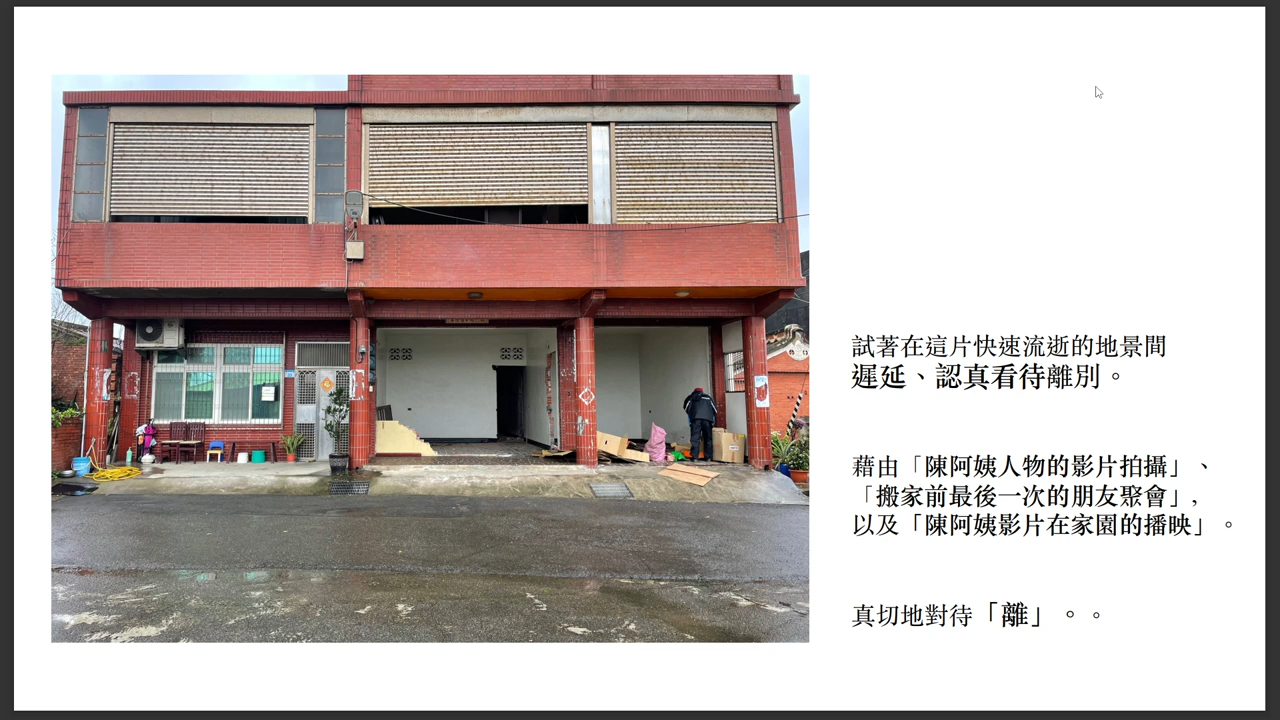 試著在這片快速流逝的地景間
遲延、認真看待離別。
藉由「陳阿姨人物的影片拍攝」、
「搬家前最後一次的朋友聚會」,
以及「陳阿姨影片在家園的播映」。
真切地對待「離」。。